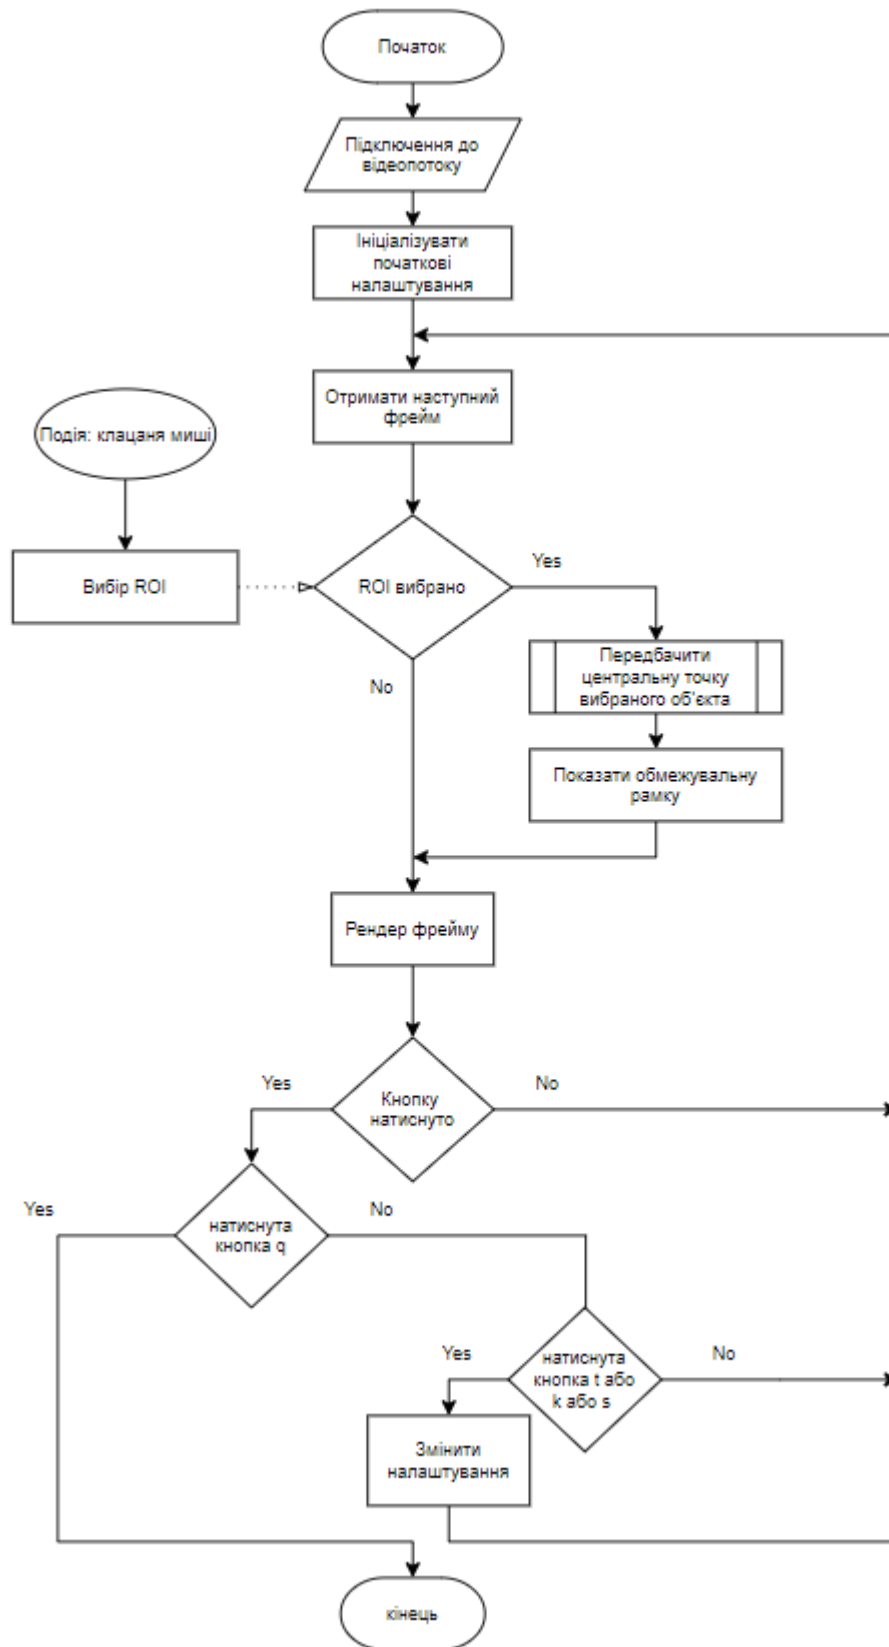 Початок
Підключення до
відеопотоку
Ініціалізувати
початкові
налаштування
Отримати наступний
фрейм
Подія: клацаня миші
Вибір ROI
ROI вибрано
Yes
No
Передбачити
центральну точку
вибраного об'єкта
Показати обмежувальну
рамку
Рендер фрейму
Кнопку
натиснуто
Yes
No
натиснута
кнопка q
Yes
No
натиснута
кнопка t або
k або s
Yes
No
Змінити
налаштування
кінець